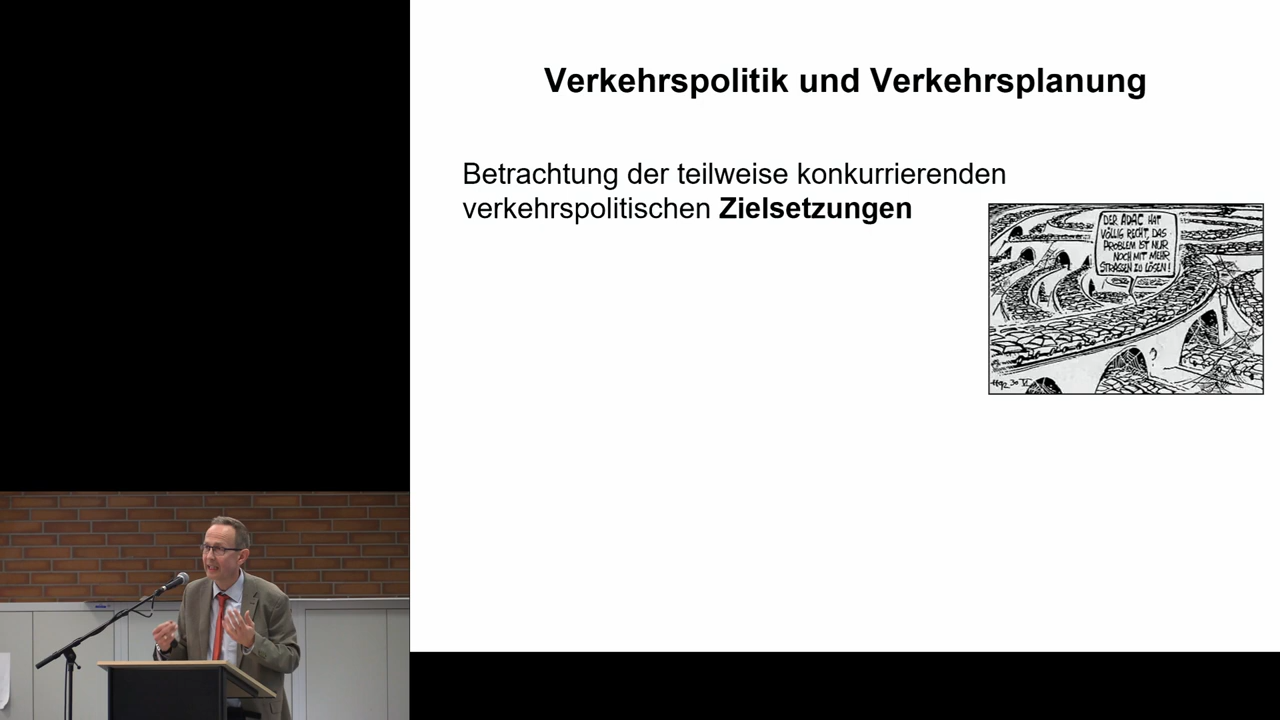 Verkehrspolitik und Verkehrsplanung
Betrachtung der teilweise konkurrierenden
verkehrspolitischen Zielsetzungen
DER ADAC HAT
VÖLLIG RECHT, DAS
PROBLEM IST NUR
NOCH MIT MEHR
STRASSEN ZU LÖSEN!